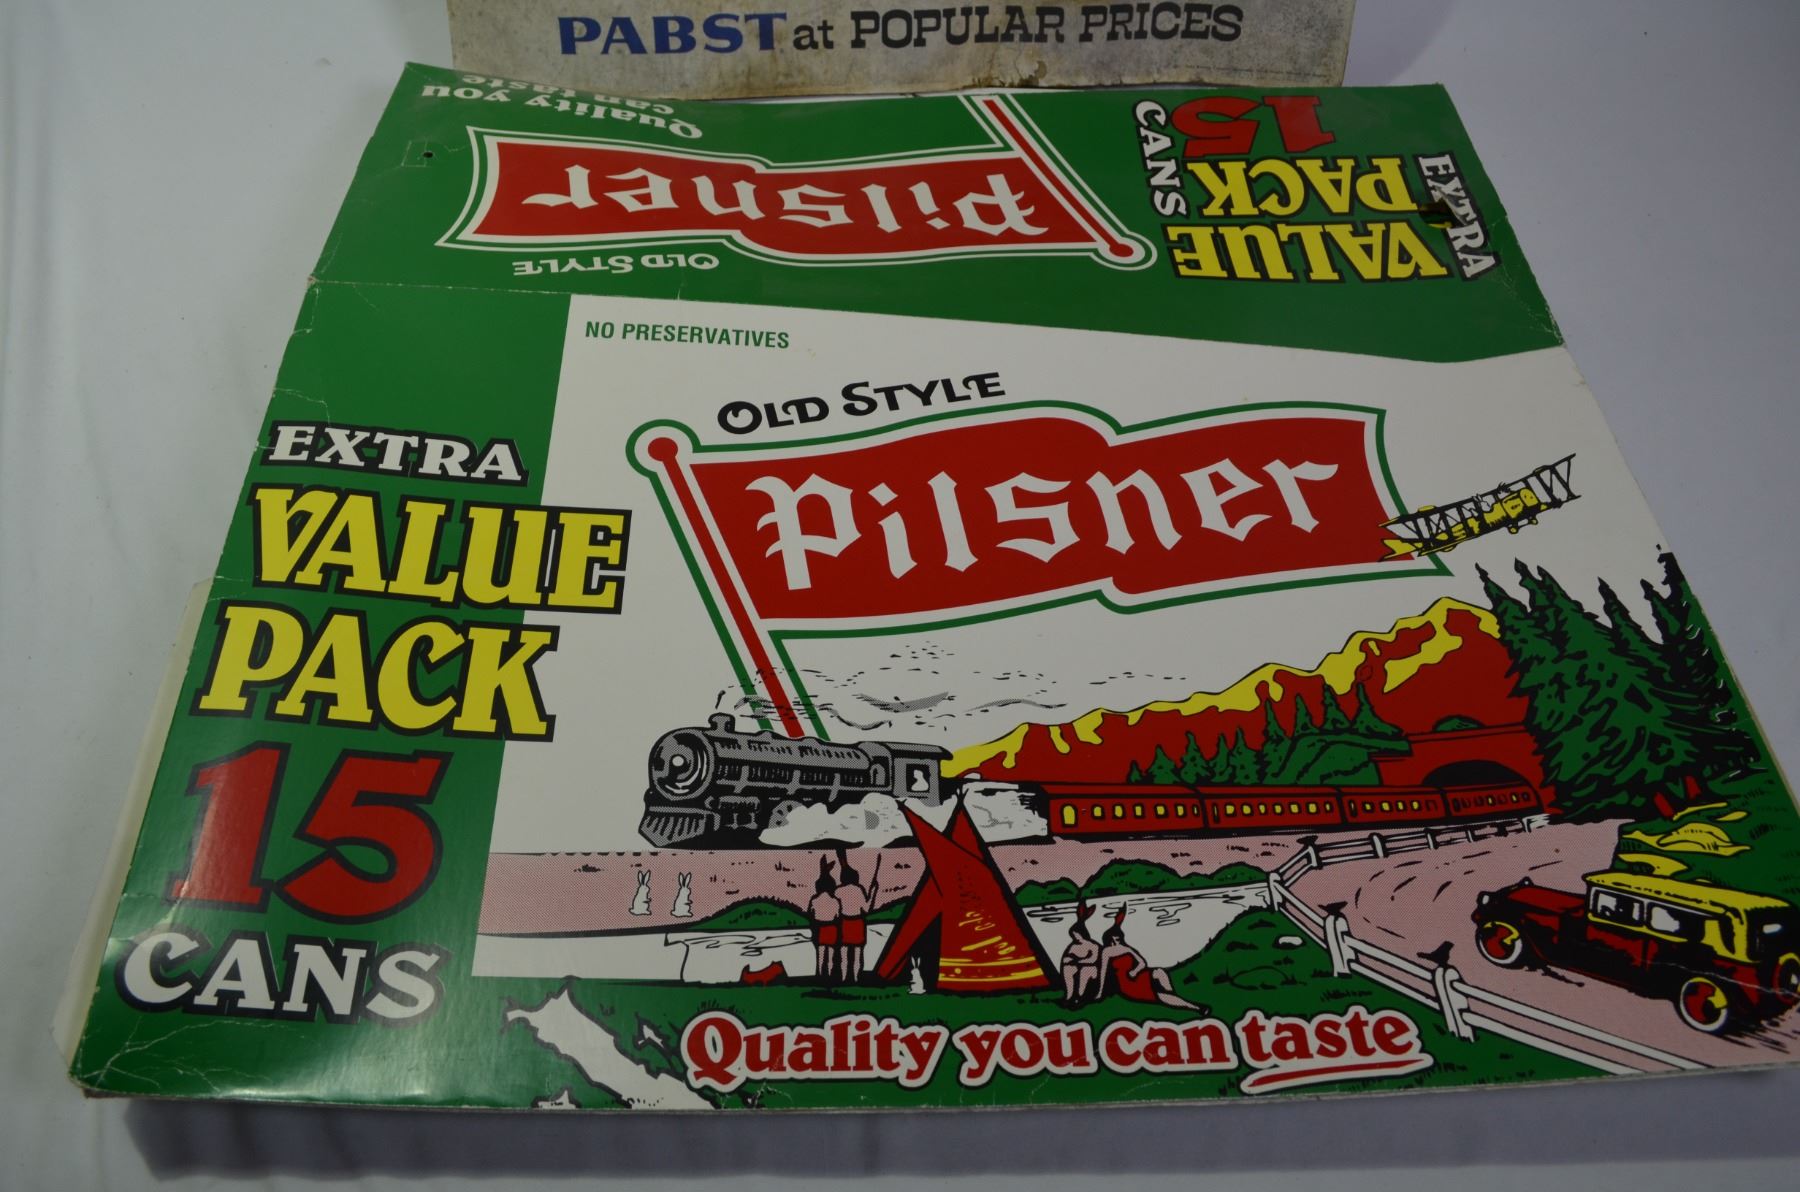 PABST at POPULAR PRICES
Quality you
can taste
Pilsner
OLD STYLE
EXTRA
VALUE
PACK
15
CANS
NO PRESERVATIVES
OLD STYLE
Pilsner
EXTRA
VALUE
PACK
15
CANS
Quality you can taste